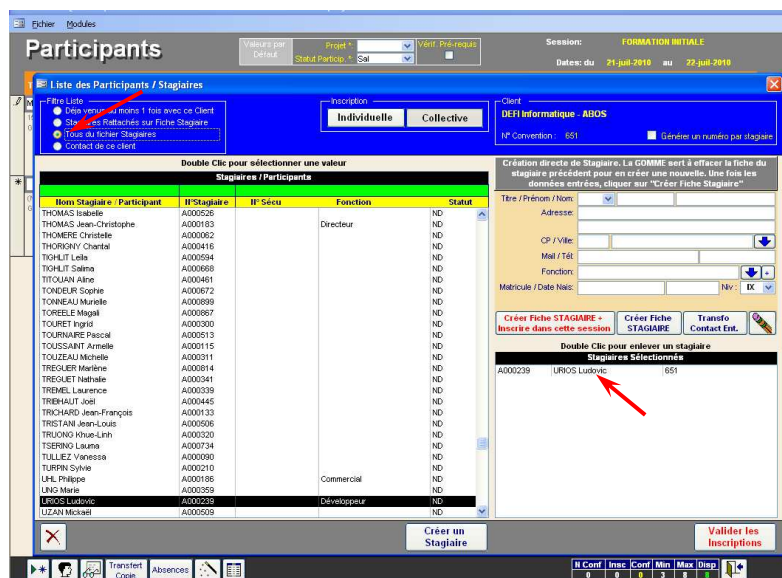 Fichier Modules
Participants
Valeurs par
Défaut
Projet *
Statut Particip. * Sal
Vérif. Pré-requis
Session: FORMATION INITIALE
Dates: du 21-juil-2010 au 22-juil-2010
Liste des Participants / Stagiaires
Filtre Liste
Déjà venus au moins 1 fois avec ce Client
Stagiaires Rattachés sur Fiche Stagiaire
Tous du fichier Stagiaires
Contact de ce client
Inscription
Individuelle Collective
Client
DEFI Informatique - ABOS
N° Convention : 651
Générer un numéro par stagiaire
Double Clic pour sélectionner une valeur
Stagiaires / Participants
Nom Stagiaire / Participant N°Stagiaire N° Sécu Fonction Statut
THOMAS Isabelle A000526 ND
THOMAS Jean-Christophe A000183 Directeur ND
THOMERE Christelle A000062 ND
THORIGNY Chantal A000416 ND
TIGHLIT Leïla A000594 ND
TIGHLIT Salima A000668 ND
TITOUAN Aline A000461 ND
TONDEUR Sophie A000672 ND
TONNEAU Murielle A000899 ND
TOREELE Magali A000867 ND
TOURET Ingrid A000300 ND
TOURNAIRE Pascal A000513 ND
TOUSSAINT Armelle A000115 ND
TOUZEAU Michelle A000311 ND
TREGUER Marlène A000814 ND
TREGUET Nathalie A000341 ND
TREMEL Laurence A000339 ND
TRIBHAUT Joël A000445 ND
TRICHARD Jean-François A000133 ND
TRISTANI Jean-Louis A000506 ND
TRUONG Khue-Linh A000320 ND
TSERING Lauma A000734 ND
TULLIEZ Vanessa A000090 ND
TURPIN Sylvie A000210 ND
UHL Philippe A000186 Commercial ND
UNG Marie A000359 ND
URIOS Ludovic A000239 Développeur ND
UZAN Mickaël A000509 ND
Création directe de Stagiaire. La GOMME sert à effacer la fiche du
stagiaire précédent pour en créer une nouvelle. Une fois les
données entrées, cliquer sur "Créer Fiche Stagiaire"
Titre / Prénom / Nom:
Adresse:
CP / Ville:
Mail / Tél:
Fonction:
Matricule / Date Nais: Niv : IX
Créer Fiche STAGIAIRE +
Inscrire dans cette session
Créer Fiche
STAGIAIRE
Transfo
Contact Ent.
Double Clic pour enlever un stagiaire
Stagiaires Sélectionnés
A000239 URIOS Ludovic 651
Créer un
Stagiaire
Valider les
Inscriptions
Transfert
Copie
Absences
N Conf Insc Conf Min Max Disp
0 0 0 3 8 8